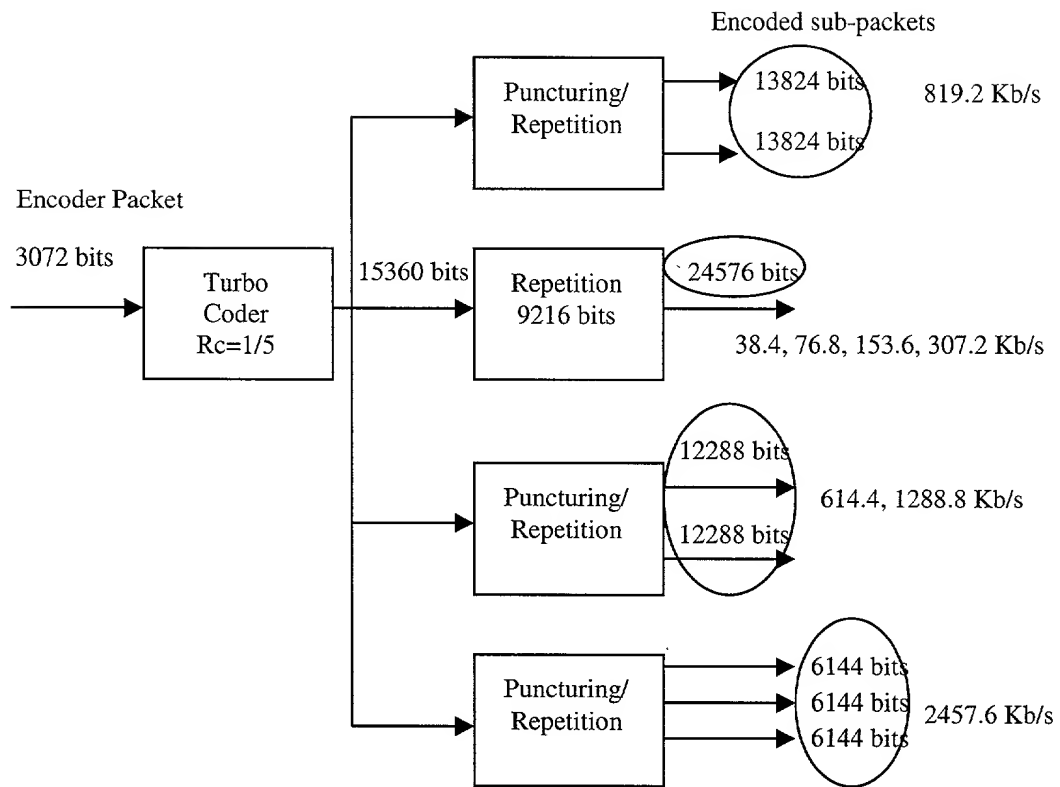 Encoded sub-packets
Puncturing/
Repetition
13824 bits
13824 bits
819.2 Kb/s
Encoder Packet
3072 bits
Turbo
Coder
Rc=1/5
15360 bits
Repetition
9216 bits
24576 bits
38.4, 76.8, 153.6, 307.2 Kb/s
Puncturing/
Repetition
12288 bits
12288 bits
614.4, 1288.8 Kb/s
Puncturing/
Repetition
6144 bits
6144 bits
6144 bits
2457.6 Kb/s